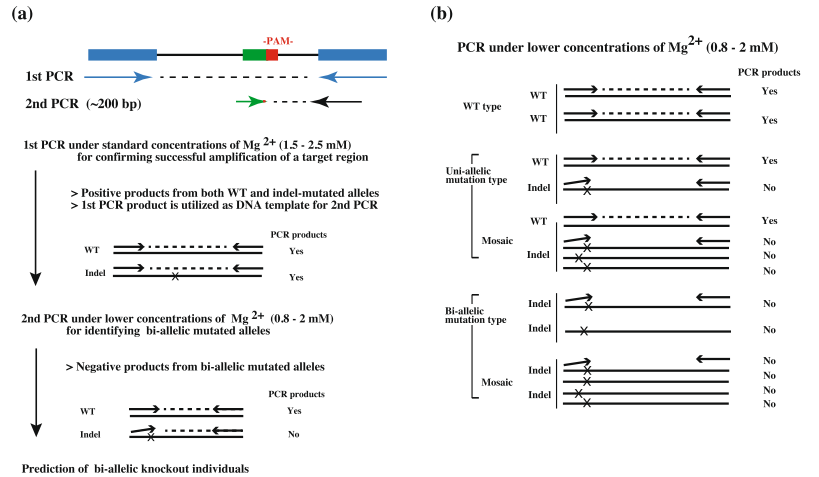 (a)
-PAM-
1st PCR
2nd PCR (~200 bp)
1st PCR under standard concentrations of Mg 2+ (1.5 - 2.5 mM)
for confirming successful amplification of a target region
> Positive products from both WT and indel-mutated alleles
> 1st PCR product is utilized as DNA template for 2nd PCR
PCR products
WT Yes
Indel X Yes
2nd PCR under lower concentrations of Mg 2+ (0.8 - 2 mM)
for identifying bi-allelic mutated alleles
> Negative products from bi-allelic mutated alleles
PCR products
WT Yes
Indel X No
Prediction of bi-allelic knockout individuals
(b)
PCR under lower concentrations of Mg2+ (0.8 - 2 mM)
PCR products
WT type
WT Yes
WT Yes
Uni-allelic
mutation type
WT Yes
Indel X No
Mosaic
WT Yes
Indel
X No
X No
X No
Bi-allelic
mutation type
Indel X No
Indel X No
Mosaic
Indel
X No
X No
Indel
X No
X No